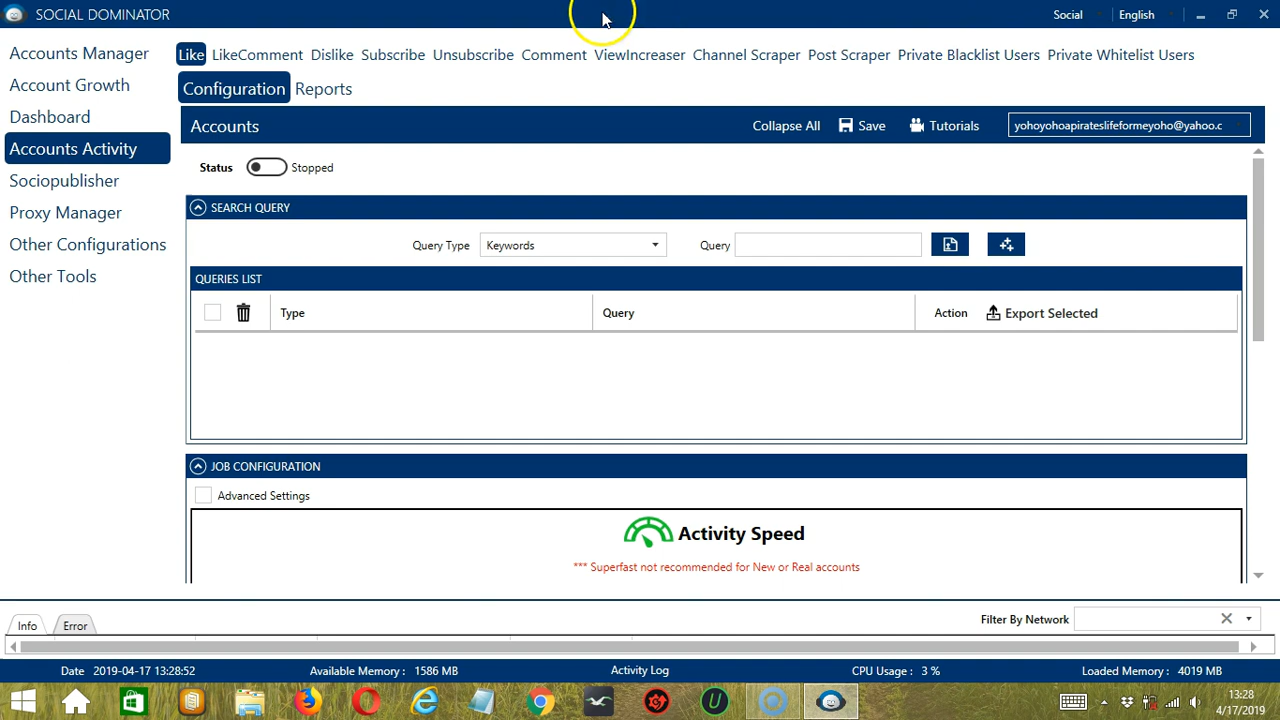 SOCIAL DOMINATOR
Social
English
Accounts Manager
Account Growth
Dashboard
Accounts Activity
Sociopublisher
Proxy Manager
Other Configurations
Other Tools
Like LikeComment Dislike Subscribe Unsubscribe Comment ViewIncreaser Channel Scraper Post Scraper Private Blacklist Users Private Whitelist Users
Configuration Reports
Accounts
Collapse All Save Tutorials yohoyohoapirateslifeformeyoho@yahoo.c
Status Stopped
SEARCH QUERY
Query Type Keywords Query
QUERIES LIST
Type Query Action Export Selected
JOB CONFIGURATION
Advanced Settings
Activity Speed
*** Superfast not recommended for New or Real accounts
Info Error Filter By Network
Date 2019-04-17 13:28:52 Available Memory : 1586 MB Activity Log CPU Usage : 3 % Loaded Memory : 4019 MB
13:28
4/17/2019